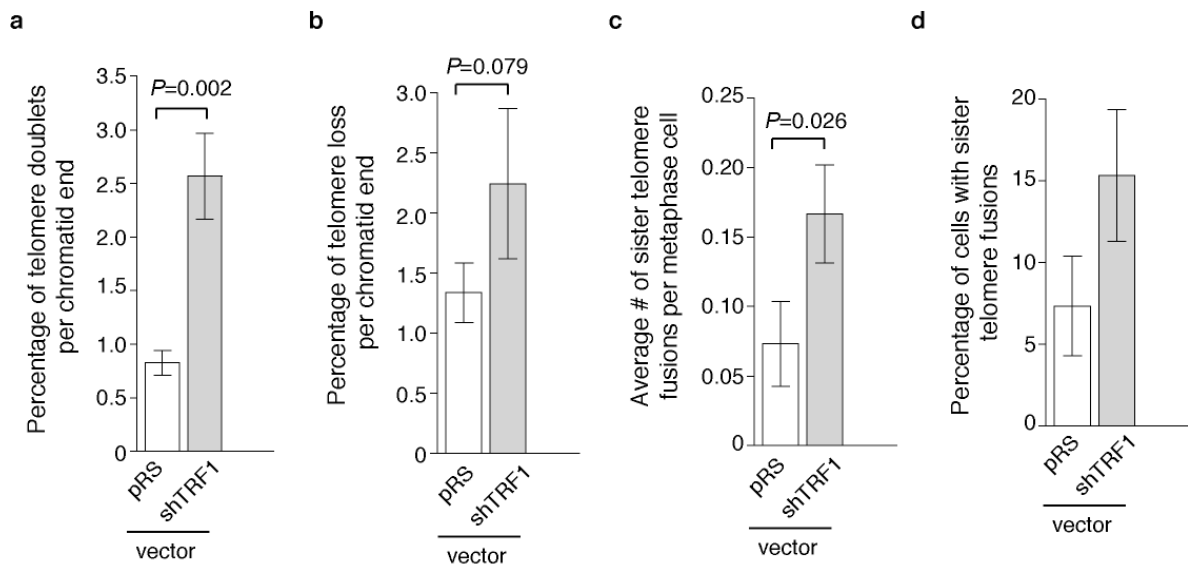 a
Percentage of telomere doublets
per chromatid end
3.5
3.0
2.5
2.0
1.5
1.0
0.5
0
P=0.002
pRS
shTRF1
vector
b
Percentage of telomere loss
per chromatid end
3.0
2.5
2.0
1.5
1.0
0.5
0
P=0.079
pRS
shTRF1
vector
c
Average # of sister telomere
fusions per metaphase cell
0.25
0.20
0.15
0.10
0.05
0
P=0.026
pRS
shTRF1
vector
d
Percentage of cells with sister
telomere fusions
20
15
10
5
0
pRS
shTRF1
vector